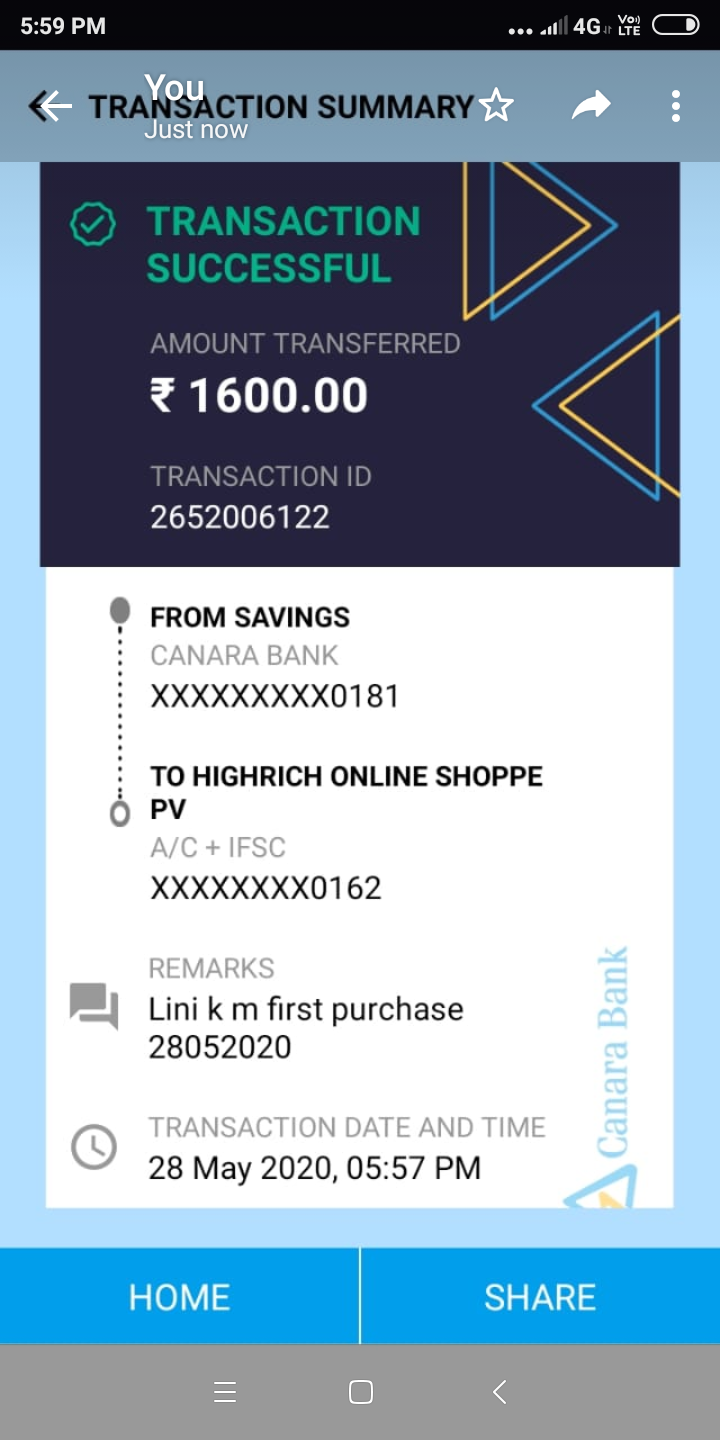 5:59 PM
4G Vo)) LTE
You
TRANSACTION SUMMARY
Just now
TRANSACTION
SUCCESSFUL
AMOUNT TRANSFERRED
₹ 1600.00
TRANSACTION ID
2652006122
FROM SAVINGS
CANARA BANK
XXXXXXXXX0181
TO HIGHRICH ONLINE SHOPPE
PV
A/C + IFSC
XXXXXXXX0162
REMARKS
Lini k m first purchase
28052020
TRANSACTION DATE AND TIME
28 May 2020, 05:57 PM
Canara Bank
HOME
SHARE